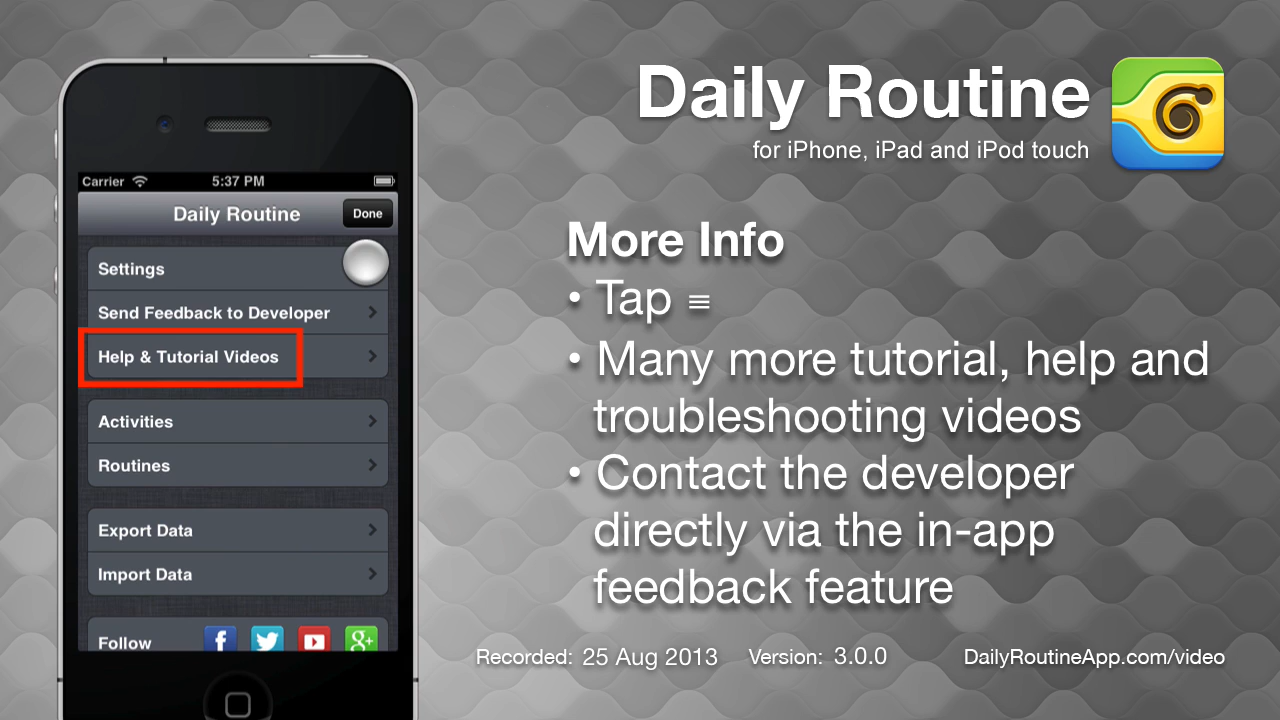 Daily Routine
for iPhone, iPad and iPod touch
Carrier 5:37 PM
Daily Routine Done
Settings
Send Feedback to Developer
Help & Tutorial Videos
Activities
Routines
Export Data
Import Data
Follow f g+
More Info
• Tap ≡
• Many more tutorial, help and
troubleshooting videos
• Contact the developer
directly via the in-app
feedback feature
Recorded: 25 Aug 2013 Version: 3.0.0 DailyRoutineApp.com/video